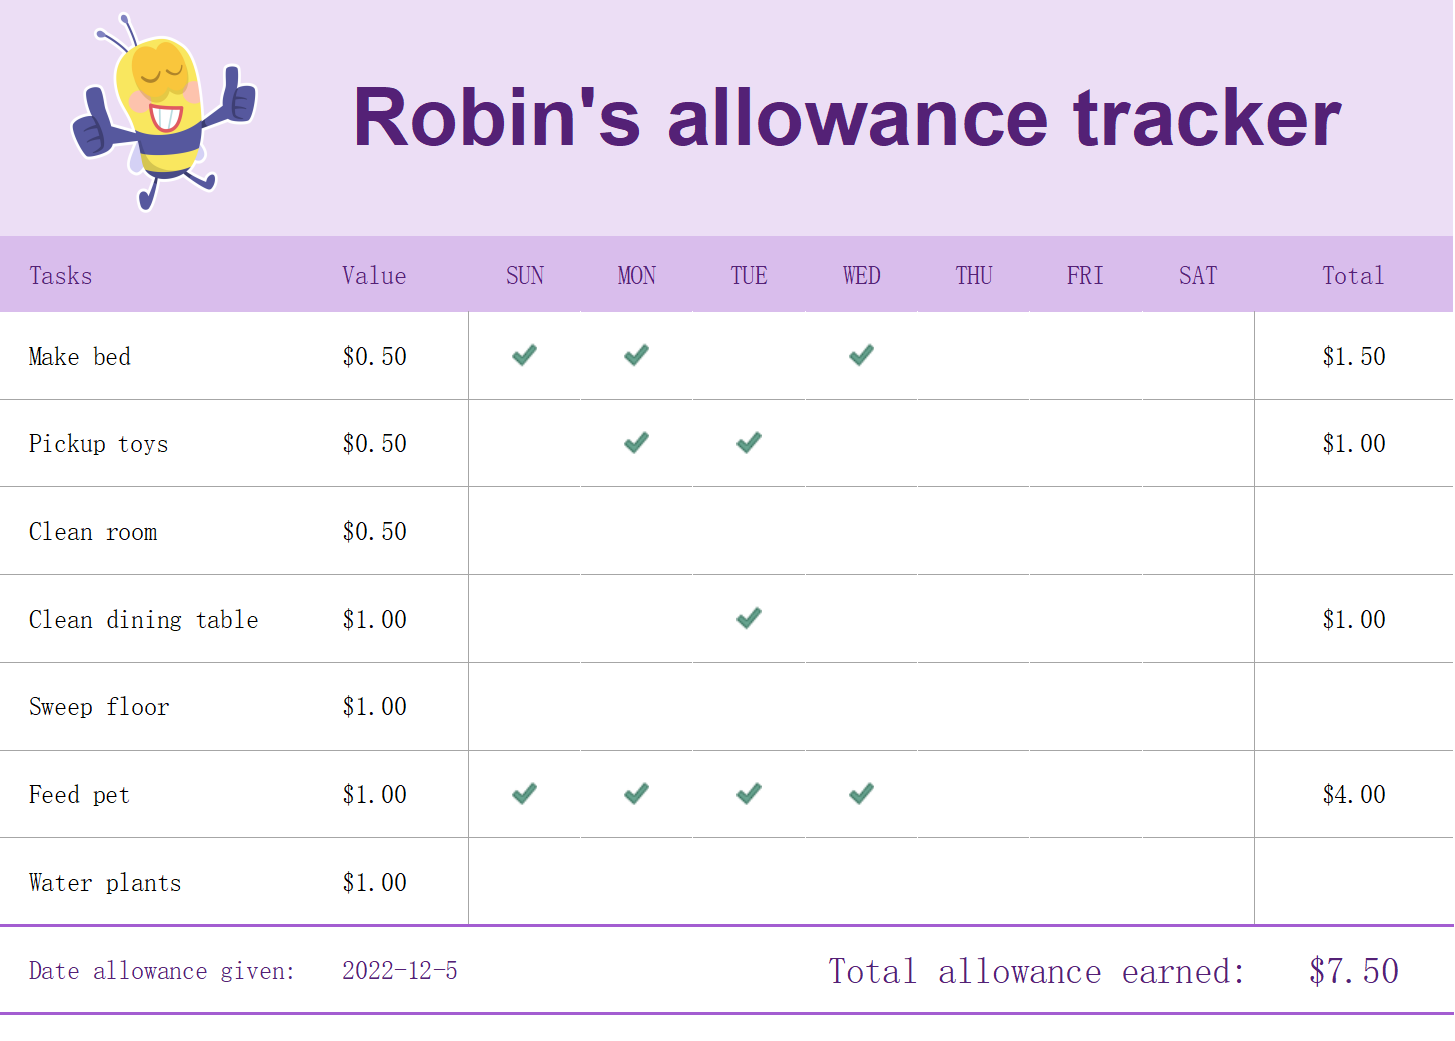 Robin's allowance tracker
Tasks Value SUN MON TUE WED THU FRI SAT Total
Make bed $0.50 ✔ ✔ ✔ $1.50
Pickup toys $0.50 ✔ ✔ $1.00
Clean room $0.50
Clean dining table $1.00 ✔ $1.00
Sweep floor $1.00
Feed pet $1.00 ✔ ✔ ✔ ✔ $4.00
Water plants $1.00
Date allowance given: 2022-12-5 Total allowance earned: $7.50